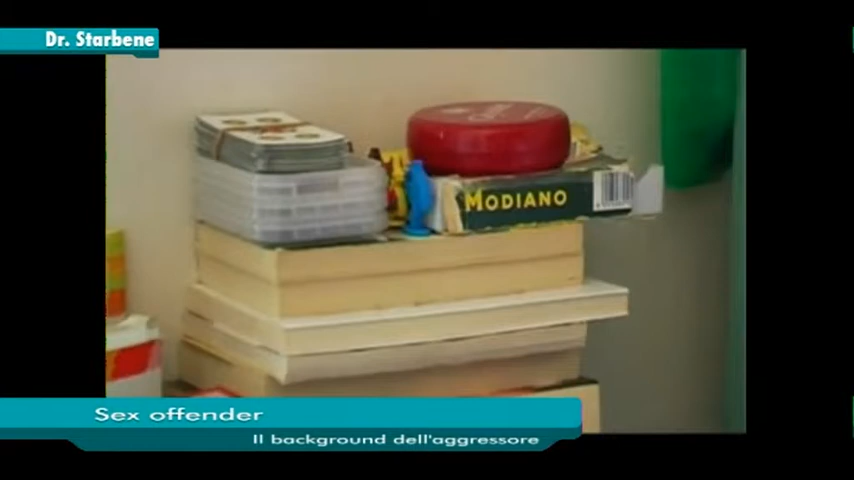 Dr. Starbene
MODIANO
Sex offender
Il background dell'aggressore